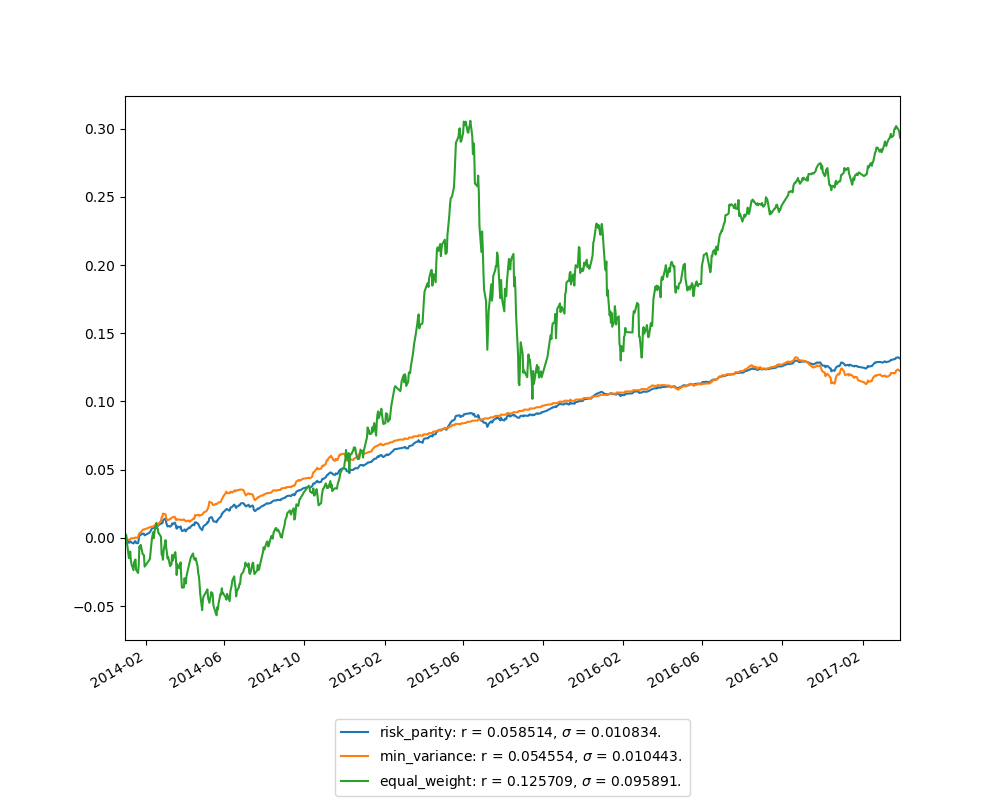 0.30
0.25
0.20
0.15
0.10
0.05
0.00
−0.05
2014-02 2014-06 2014-10 2015-02 2015-06 2015-10 2016-02 2016-06 2016-10 2017-02
risk_parity: r = 0.058514, σ = 0.010834.
min_variance: r = 0.054554, σ = 0.010443.
equal_weight: r = 0.125709, σ = 0.095891.